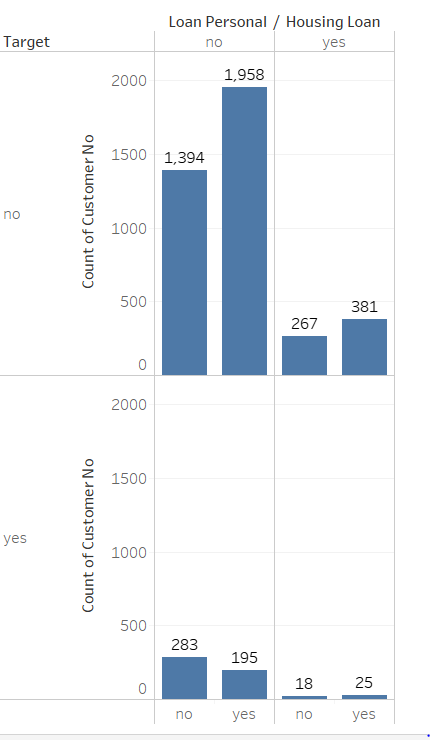 Loan Personal / Housing Loan
Target no yes
2000
1,958
1500
1,394
no
Count of Customer No
1000
500
381
267
0
2000
1500
yes
Count of Customer No
1000
500
283
195
18
25
0
no yes no yes